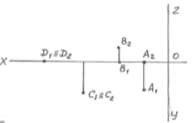 Z
B₂
X D₁≡D₂ A₂ O
B₁
C₁≡C₂ A₁
Y